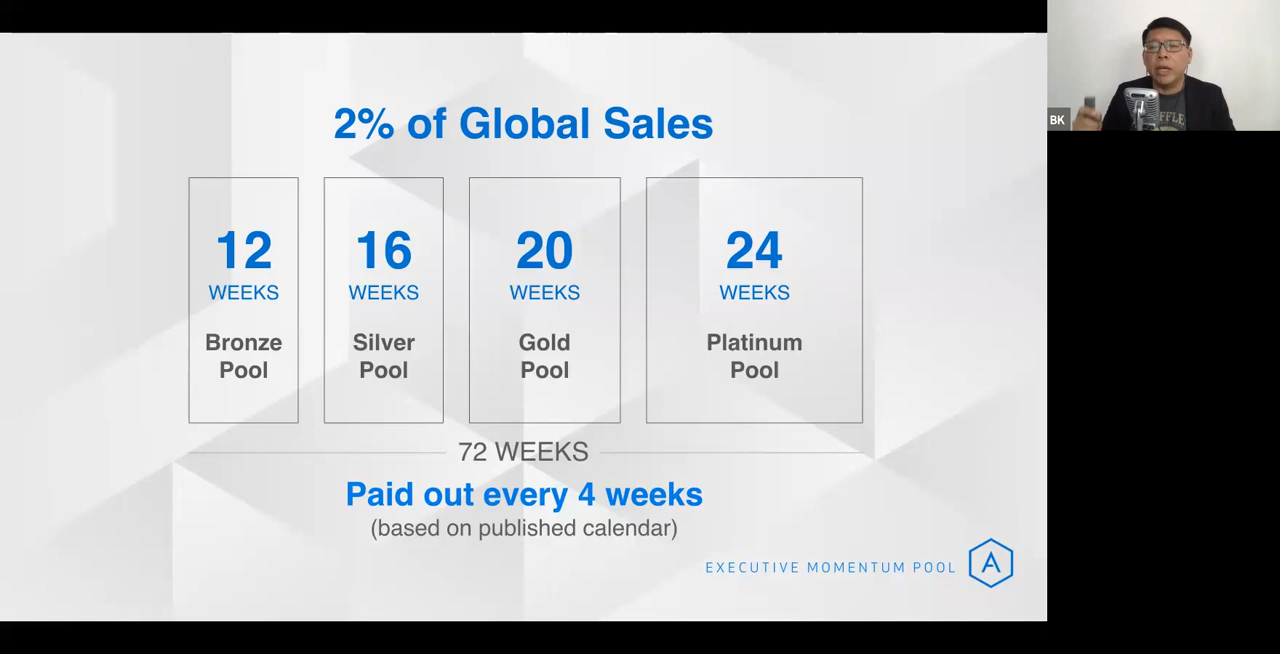 2% of Global Sales
12
WEEKS
Bronze
Pool
16
WEEKS
Silver
Pool
20
WEEKS
Gold
Pool
24
WEEKS
Platinum
Pool
72 WEEKS
Paid out every 4 weeks
(based on published calendar)
EXECUTIVE MOMENTUM POOL
A
BK